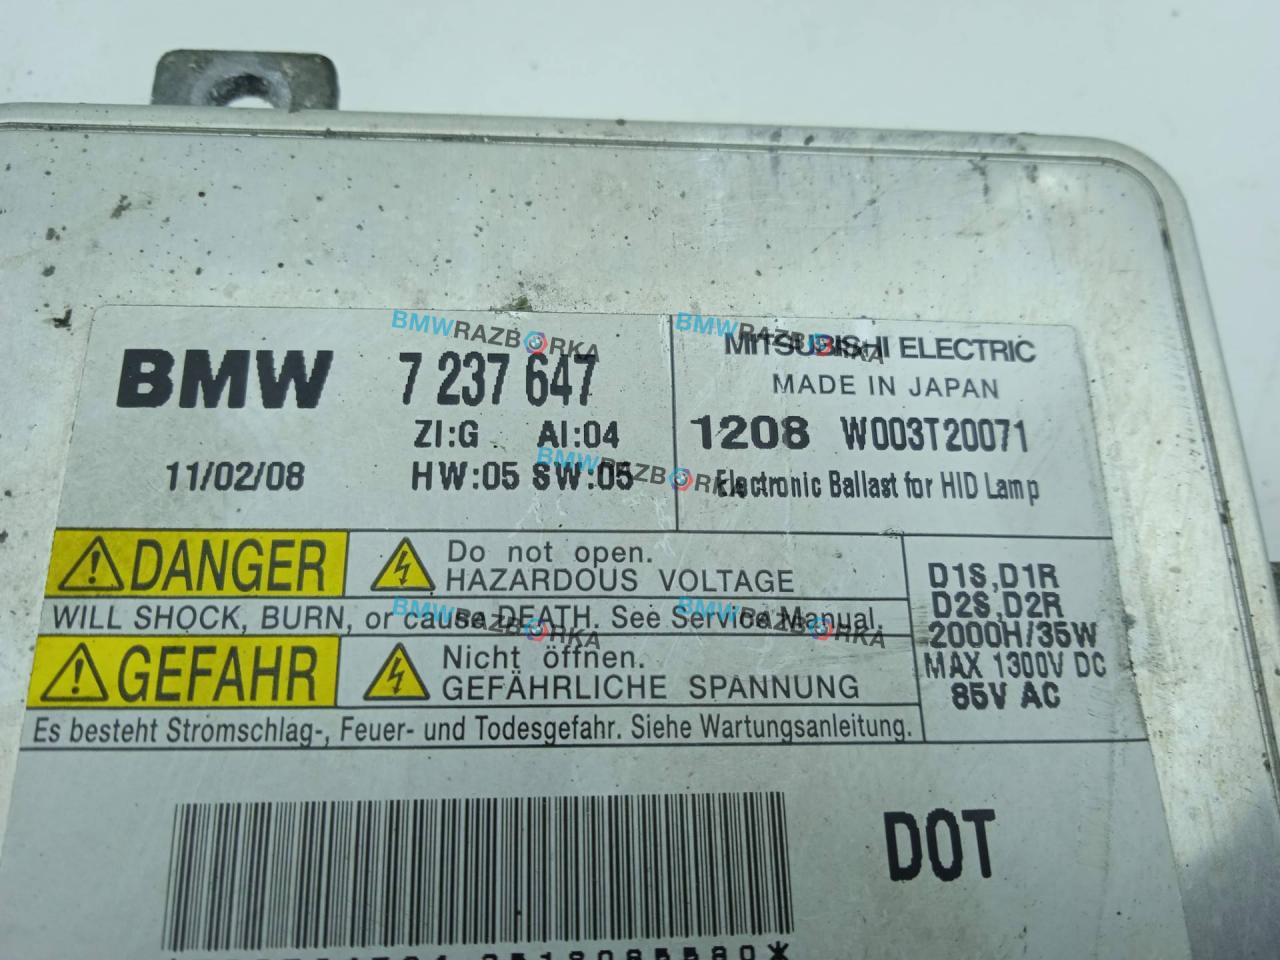 BMW 7 237 647
ZI:G AI:04
11/02/08 HW:05 SW:05
MITSUBISHI ELECTRIC
MADE IN JAPAN
1208 W003T20071
Electronic Ballast for HID Lamp
DANGER
Do not open.
HAZARDOUS VOLTAGE
WILL SHOCK, BURN, or cause DEATH. See Service Manual.
GEFAHR
Nicht öffnen.
GEFÄHRLICHE SPANNUNG
Es besteht Stromschlag-, Feuer- und Todesgefahr. Siehe Wartungsanleitung.
D1S,D1R
D2S,D2R
2000H/35W
MAX 1300V DC
85V AC
DOT
BMWRAZBORKA
BMWRAZBORKA
BMWRAZBORKA
BMWRAZBORKA
BMWRAZBORKA